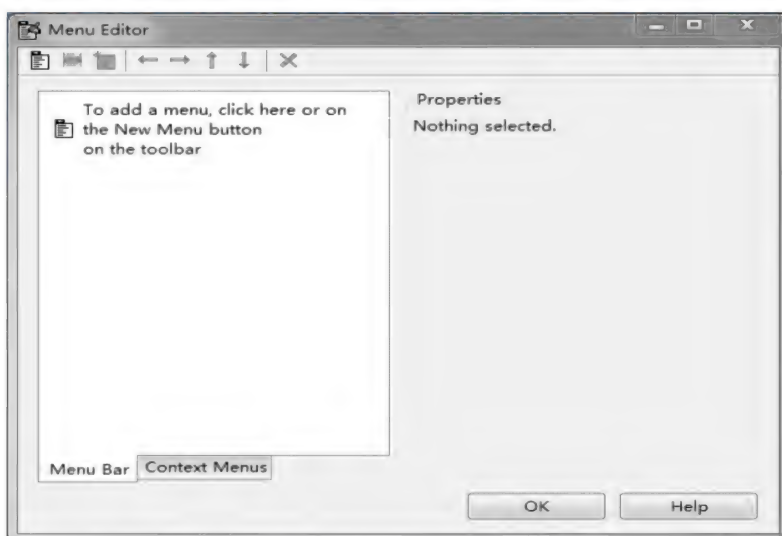 Menu Editor
To add a menu, click here or on
the New Menu button
on the toolbar
Properties
Nothing selected.
Menu Bar
Context Menus
OK
Help